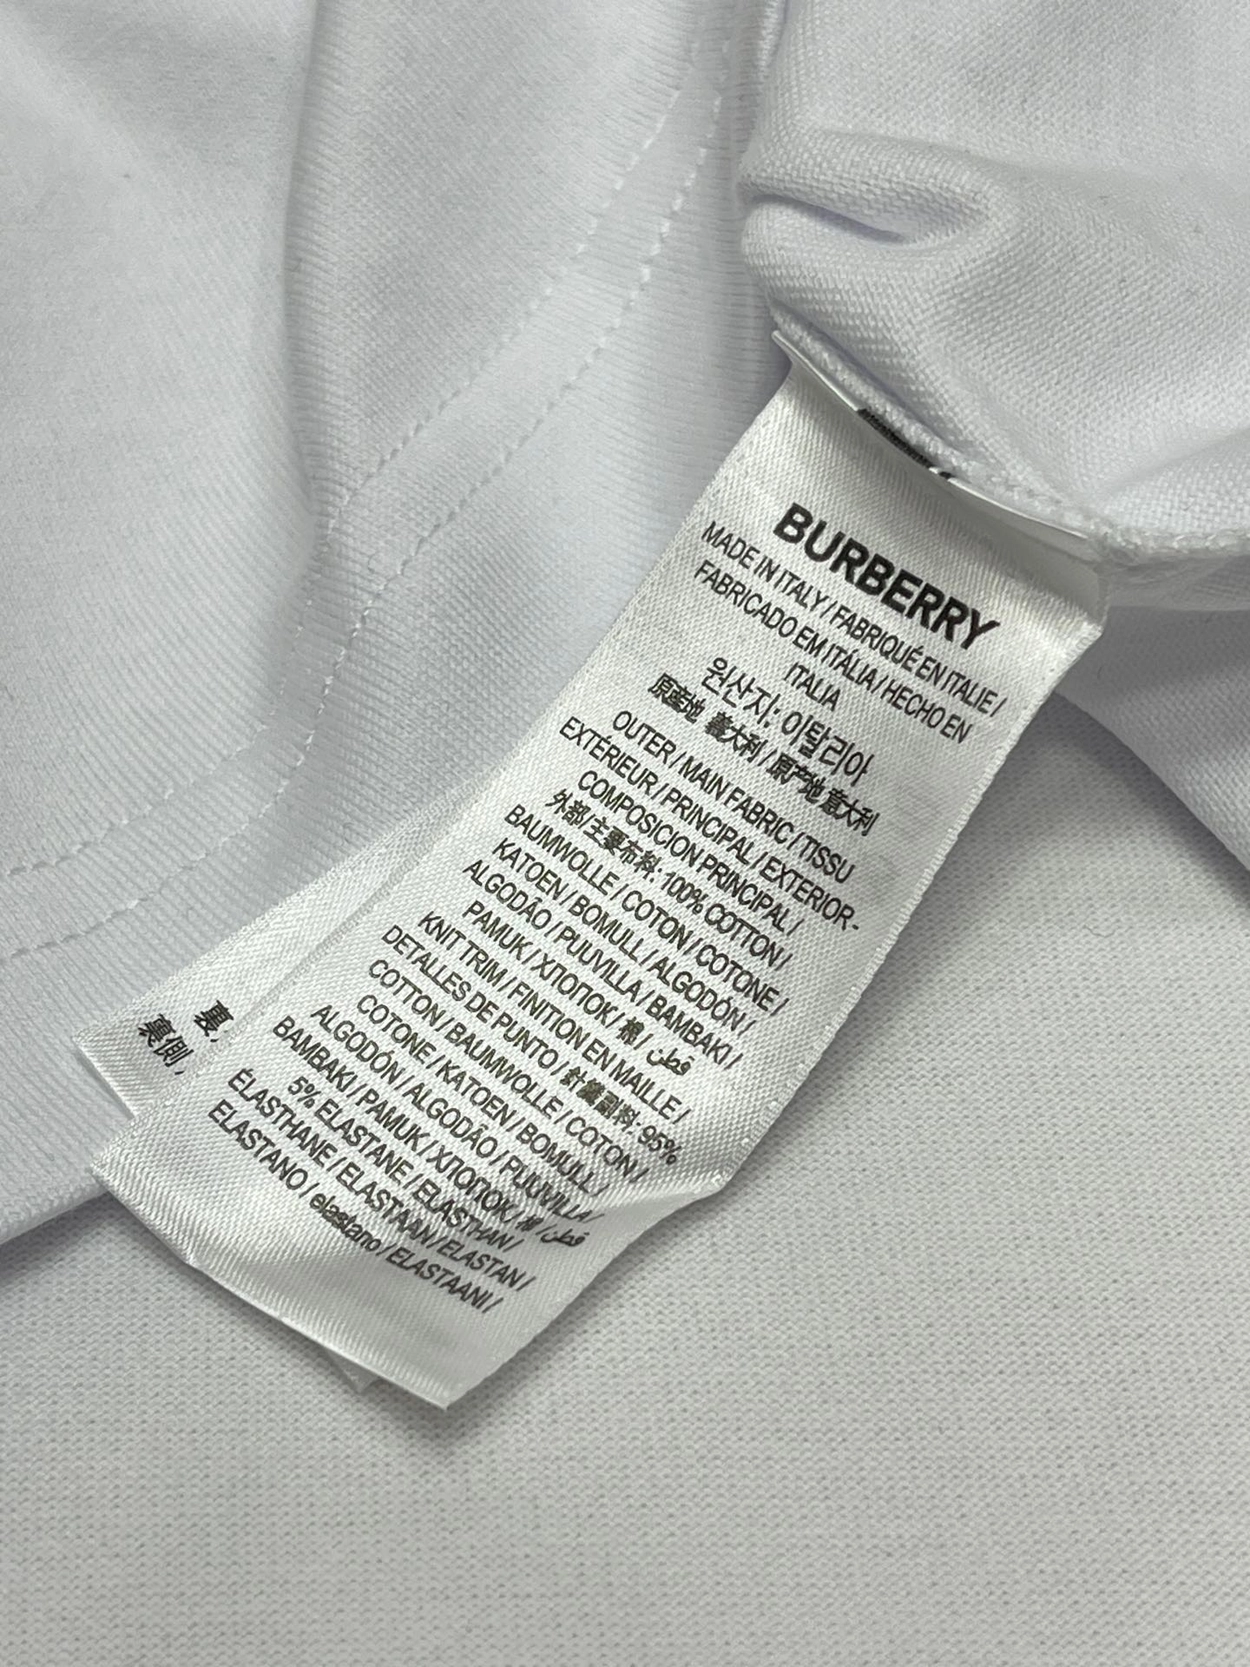 BURBERRY
MADE IN ITALY / FABRIQUÉ EN ITALIE /
FABRICADO EM ITÁLIA / HECHO EN
ITALIA
원산지: 이탈리아
原産地 義大利 / 原产地 意大利
OUTER / MAIN FABRIC / TISSU
EXTÉRIEUR / PRINCIPAL / EXTERIOR-
COMPOSICION PRINCIPAL /
外部/主要布料: 100% COTTON /
BAUMWOLLE / COTON / COTONE /
KATOEN / BOMULL / ALGODÓN /
ALGODÃO / PUUVILLA / BAMBAKI /
PAMUK / ХЛОПОК / 棉 / قطن
KNIT TRIM / FINITION EN MAILLE /
DETALLES DE PUNTO / 針織副料: 95%
COTTON / BAUMWOLLE / COTON /
COTONE / KATOEN / BOMULL /
ALGODÓN / ALGODÃO / PUUVILLA /
BAMBAKI / PAMUK / ХЛОПОК / 棉 / قطن
5% ELASTANE / ELASTHAN /
ÉLASTHANE / ELASTAAN / ELASTAN /
ELASTANO / elastano / ELASTAANI /
裏
裏側 /